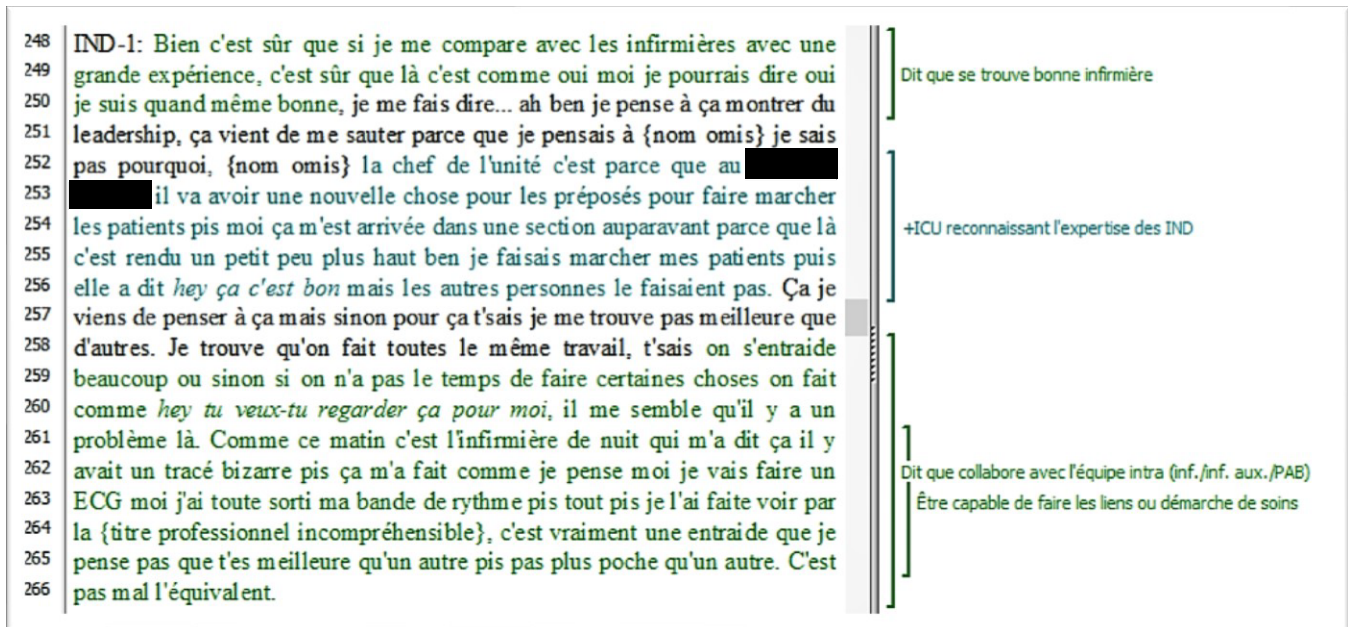 248 IND-1: Bien c'est sûr que si je me compare avec les infirmières avec une
249 grande expérience, c'est sûr que là c'est comme oui moi je pourrais dire oui
250 je suis quand même bonne, je me fais dire... ah ben je pense à ça montrer du
251 leadership, ça vient de me sauter parce que je pensais à {nom omis} je sais
252 pas pourquoi, {nom omis} la chef de l'unité c'est parce que au
253 il va avoir une nouvelle chose pour les préposés pour faire marcher
254 les patients pis moi ça m'est arrivée dans une section auparavant parce que là
255 c'est rendu un petit peu plus haut ben je faisais marcher mes patients puis
256 elle a dit hey ça c'est bon mais les autres personnes le faisaient pas. Ça je
257 viens de penser à ça mais sinon pour ça t'sais je me trouve pas meilleure que
258 d'autres. Je trouve qu'on fait toutes le même travail, t'sais on s'entraide
259 beaucoup ou sinon si on n'a pas le temps de faire certaines choses on fait
260 comme hey tu veux-tu regarder ça pour moi, il me semble qu'il y a un
261 problème là. Comme ce matin c'est l'infirmière de nuit qui m'a dit ça il y
262 avait un tracé bizarre pis ça m'a fait comme je pense moi je vais faire un
263 ECG moi j'ai toute sorti ma bande de rythme pis tout pis je l'ai faite voir par
264 la {titre professionnel incompréhensible}, c'est vraiment une entraide que je
265 pense pas que t'es meilleure qu'un autre pis pas plus poche qu'un autre. C'est
266 pas mal l'équivalent.
Dit que se trouve bonne infirmière
+ICU reconnaissant l'expertise des IND
Dit que collabore avec l'équipe intra (inf./inf. aux./PAB)
Être capable de faire les liens ou démarche de soins